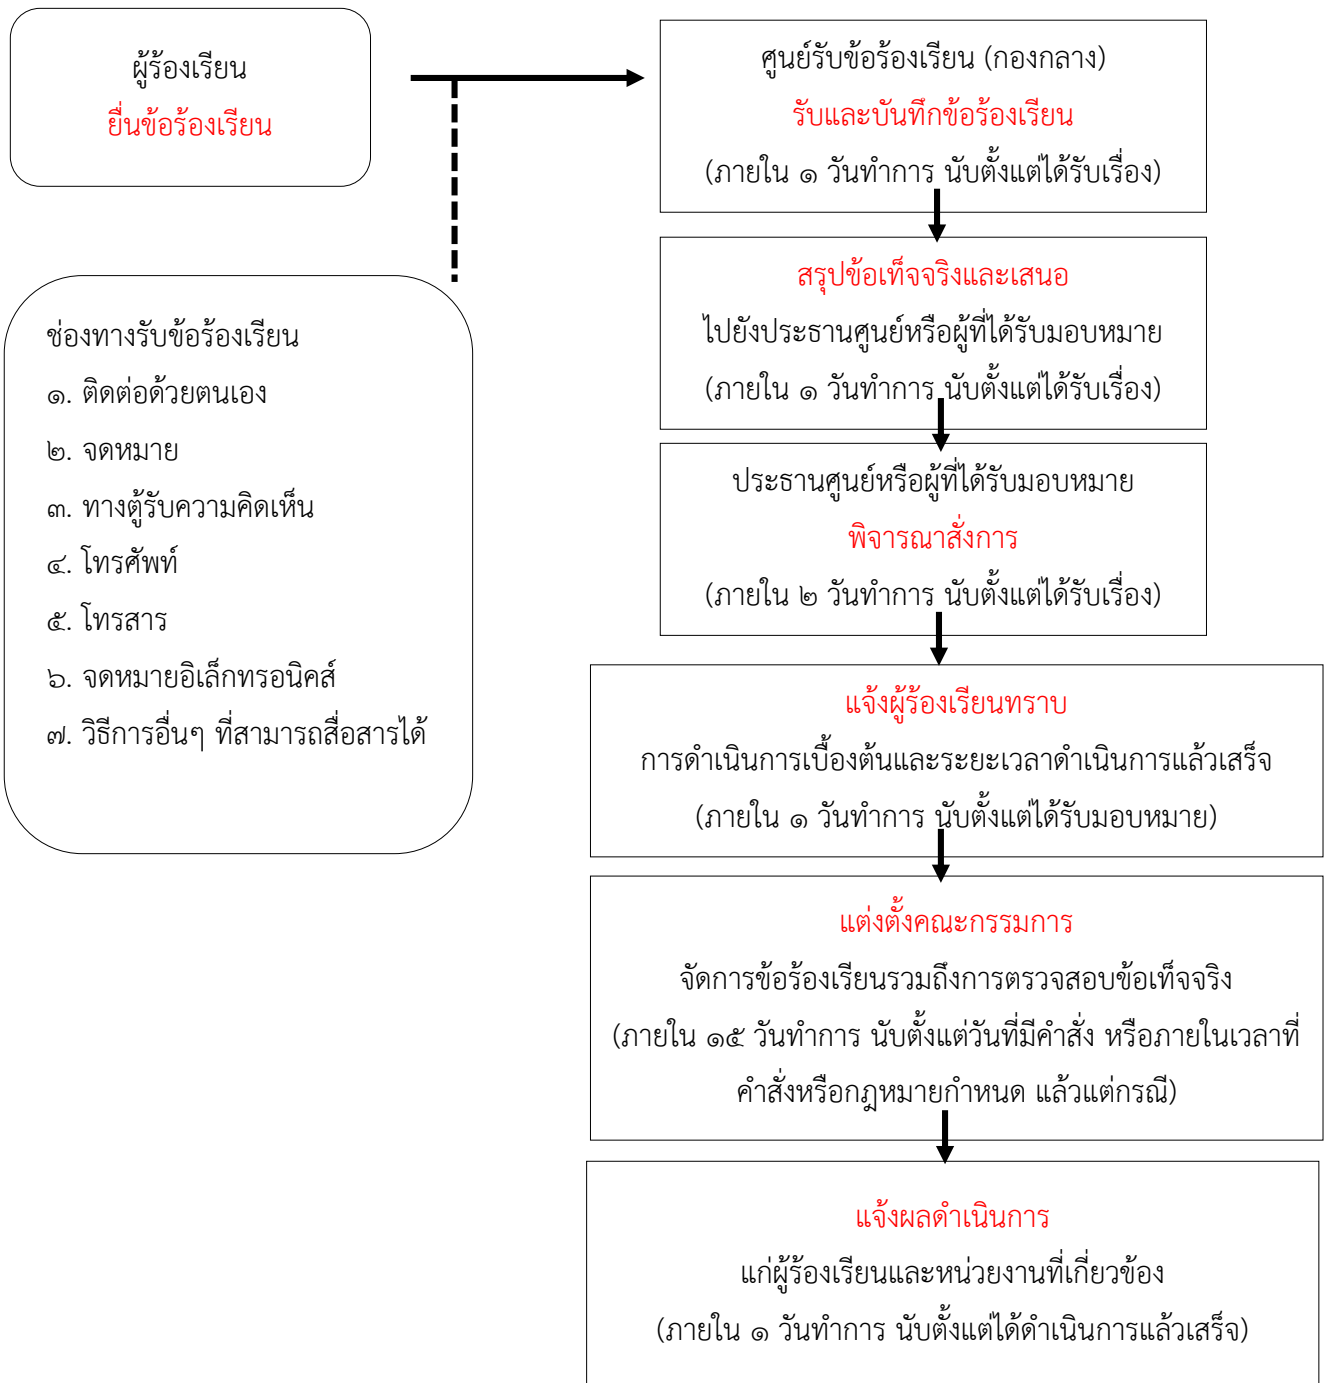 ผู้ร้องเรียน
ยื่นข้อร้องเรียน
ช่องทางรับข้อร้องเรียน
๑. ติดต่อด้วยตนเอง
๒. จดหมาย
๓. ทางตู้รับความคิดเห็น
๔. โทรศัพท์
๕. โทรสาร
๖. จดหมายอิเล็กทรอนิคส์
๗. วิธีการอื่นๆ ที่สามารถสื่อสารได้
ศูนย์รับข้อร้องเรียน (กองกลาง)
รับและบันทึกข้อร้องเรียน
(ภายใน ๑ วันทำการ นับตั้งแต่ได้รับเรื่อง)
สรุปข้อเท็จจริงและเสนอ
ไปยังประธานศูนย์หรือผู้ที่ได้รับมอบหมาย
(ภายใน ๑ วันทำการ นับตั้งแต่ได้รับเรื่อง)
ประธานศูนย์หรือผู้ที่ได้รับมอบหมาย
พิจารณาสั่งการ
(ภายใน ๒ วันทำการ นับตั้งแต่ได้รับเรื่อง)
แจ้งผู้ร้องเรียนทราบ
การดำเนินการเบื้องต้นและระยะเวลาดำเนินการแล้วเสร็จ
(ภายใน ๑ วันทำการ นับตั้งแต่ได้รับมอบหมาย)
แต่งตั้งคณะกรรมการ
จัดการข้อร้องเรียนรวมถึงการตรวจสอบข้อเท็จจริง
(ภายใน ๑๕ วันทำการ นับตั้งแต่วันที่มีคำสั่ง หรือภายในเวลาที่
คำสั่งหรือกฎหมายกำหนด แล้วแต่กรณี)
แจ้งผลดำเนินการ
แก่ผู้ร้องเรียนและหน่วยงานที่เกี่ยวข้อง
(ภายใน ๑ วันทำการ นับตั้งแต่ได้ดำเนินการแล้วเสร็จ)